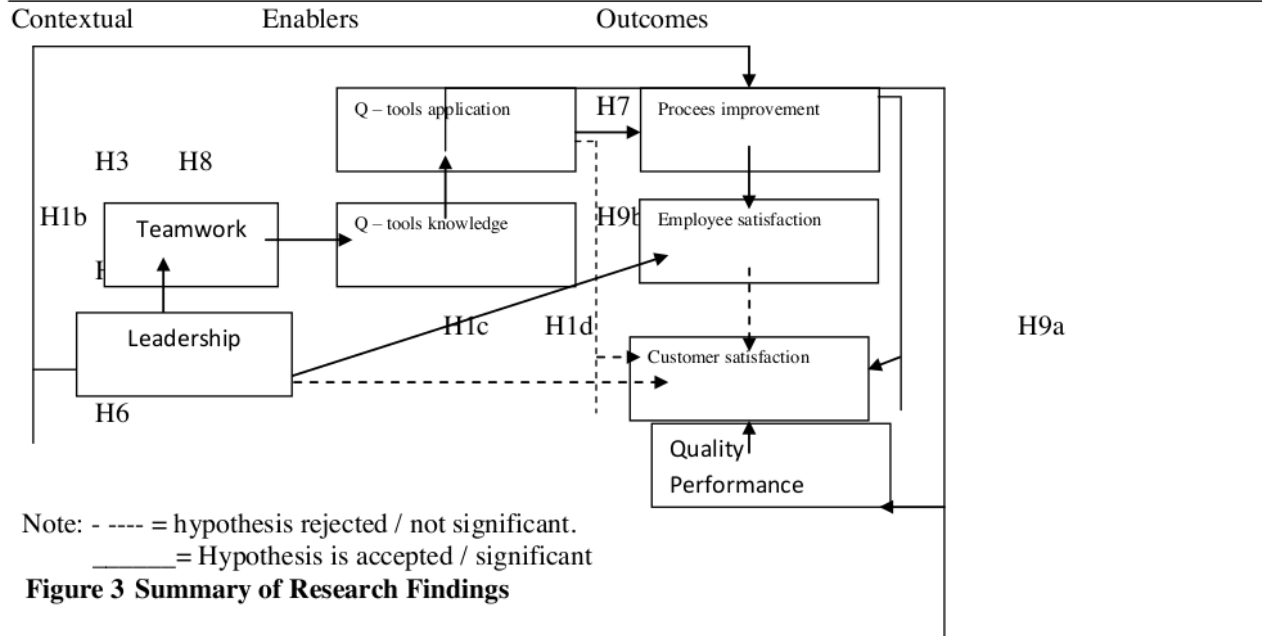 Contextual Enablers Outcomes
Q – tools application
H7
Procees improvement
H3 H8
H1b
Teamwork
Q – tools knowledge
H9b
Employee satisfaction
Leadership
H1c
H1d
H9a
Customer satisfaction
H6
Quality
Performance
Note: - ---- = hypothesis rejected / not significant.
______= Hypothesis is accepted / significant
Figure 3 Summary of Research Findings